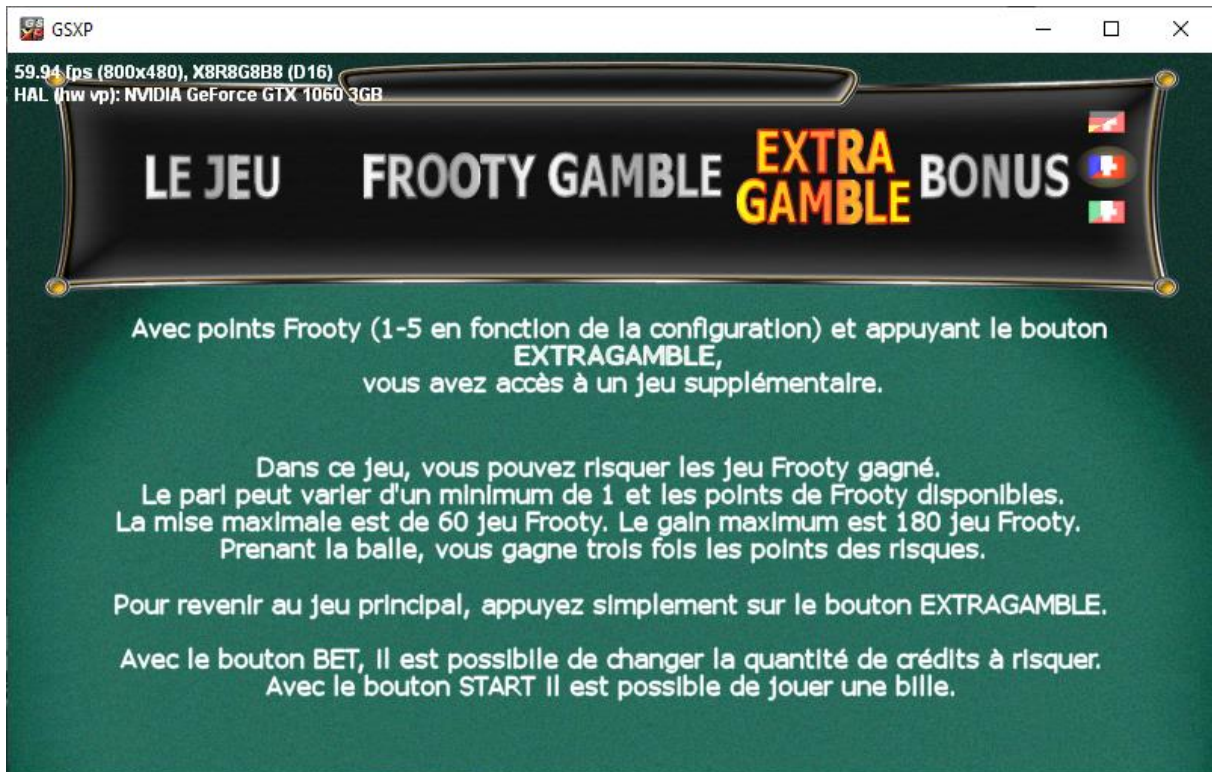 GSXP
59.94 fps (800x480), X8R8G8B8 (D16)
HAL (hw vp): NVIDIA GeForce GTX 1060 3GB
LE JEU FROOTY GAMBLE EXTRA GAMBLE BONUS
Avec points Frooty (1-5 en fonction de la configuration) et appuyant le bouton
EXTRAGAMBLE,
vous avez accès à un jeu supplémentaire.
Dans ce jeu, vous pouvez risquer les jeu Frooty gagné.
Le pari peut varier d'un minimum de 1 et les points de Frooty disponibles.
La mise maximale est de 60 jeu Frooty. Le gain maximum est 180 jeu Frooty.
Prenant la balle, vous gagne trois fois les points des risques.
Pour revenir au jeu principal, appuyez simplement sur le bouton EXTRAGAMBLE.
Avec le bouton BET, il est possibile de changer la quantité de crédits à risquer.
Avec le bouton START il est possible de jouer une bille.